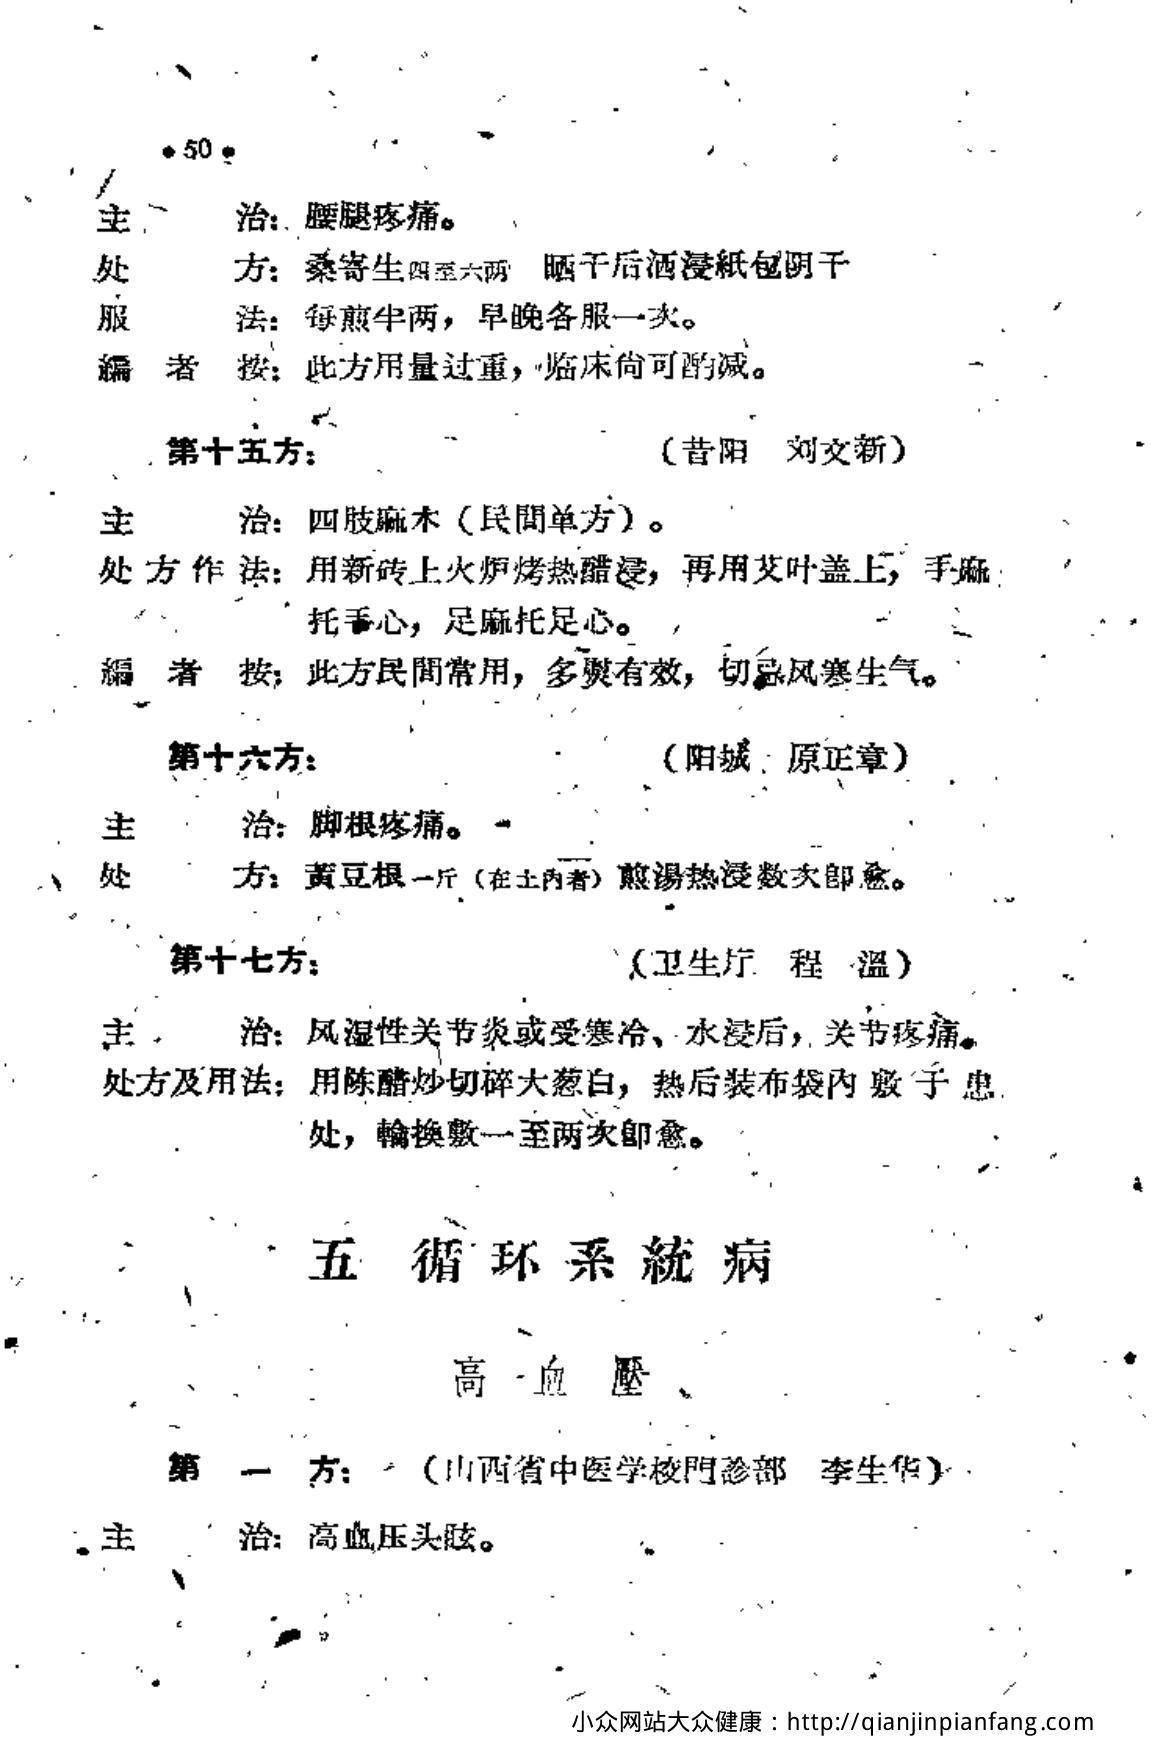 • 50 •
主 治：腰腿疼痛。
处 方：桑寄生四至六两 晒干后酒浸紙包阴干
服 法：每煎半两，早晚各服一次。
編者按：此方用量过重，临床尙可酌减。
第十五方：（昔阳 刘文新）
主 治：四肢麻木（民間单方）。
处方作法：用新砖上火炉烤热醋浸，再用艾叶盖上，手麻
托手心，足麻托足心。
編者按：此方民間常用，多熨有效，切忌风寒生气。
第十六方：（阳城 原正章）
主 治：脚根疼痛。
处 方：黃豆根一斤（在土内者）煎湯热浸数次卽愈。
第十七方：（卫生厅 程 溫）
主 治：风湿性关节炎或受寒冷、水浸后，关节疼痛。
处方及用法：用陈醋炒切碎大葱白，热后装布袋内敷于患
处，輪换敷一至两次卽愈。
五 循环系統病
高血壓
第一方：（山西省中医学校門診部 李生华）
主 治：高血压头眩。
小众网站大众健康：http://qianjinpianfang.com